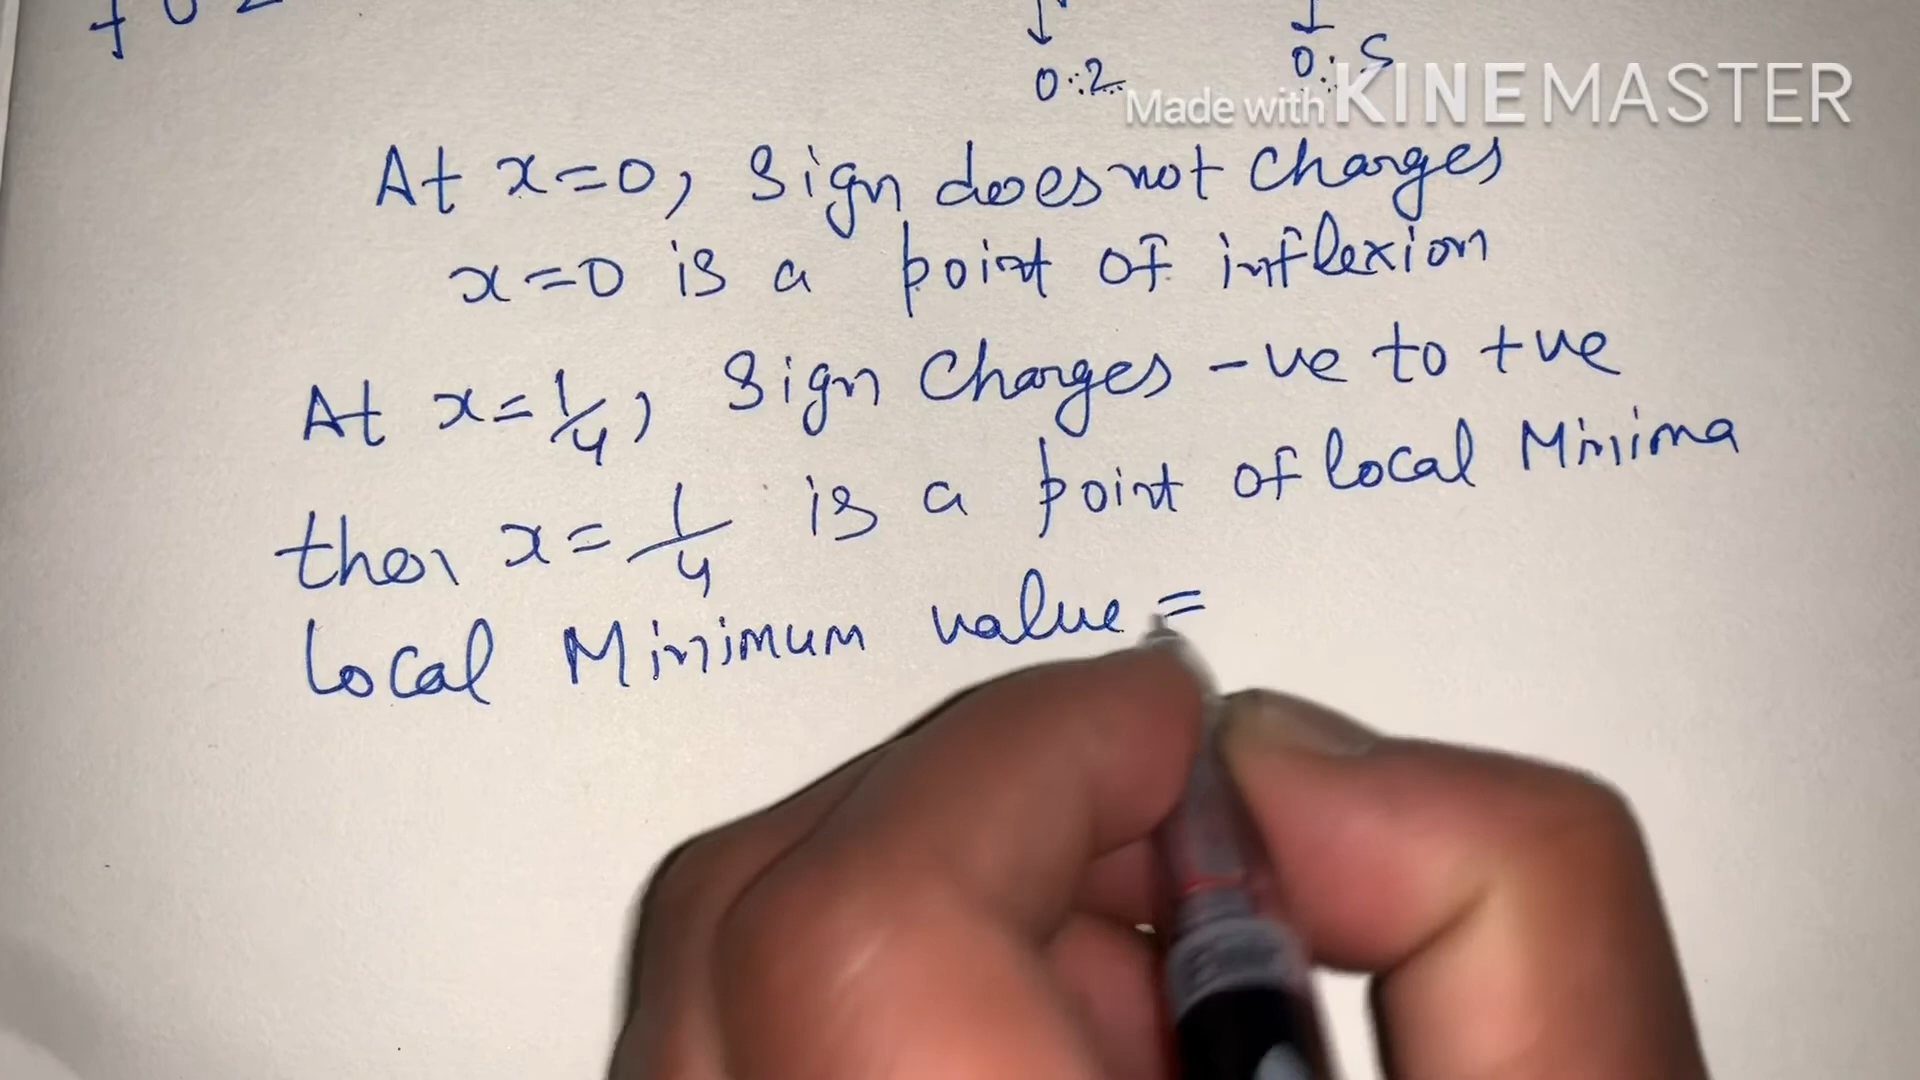 0.2
0.5
Made with KINEMASTER
At x=0, Sign does not Changes
x=0 is a point of inflexion
At x=1/4, Sign Changes -ve to +ve
then x=1/4 is a point of local Minima
Local Minimum value =